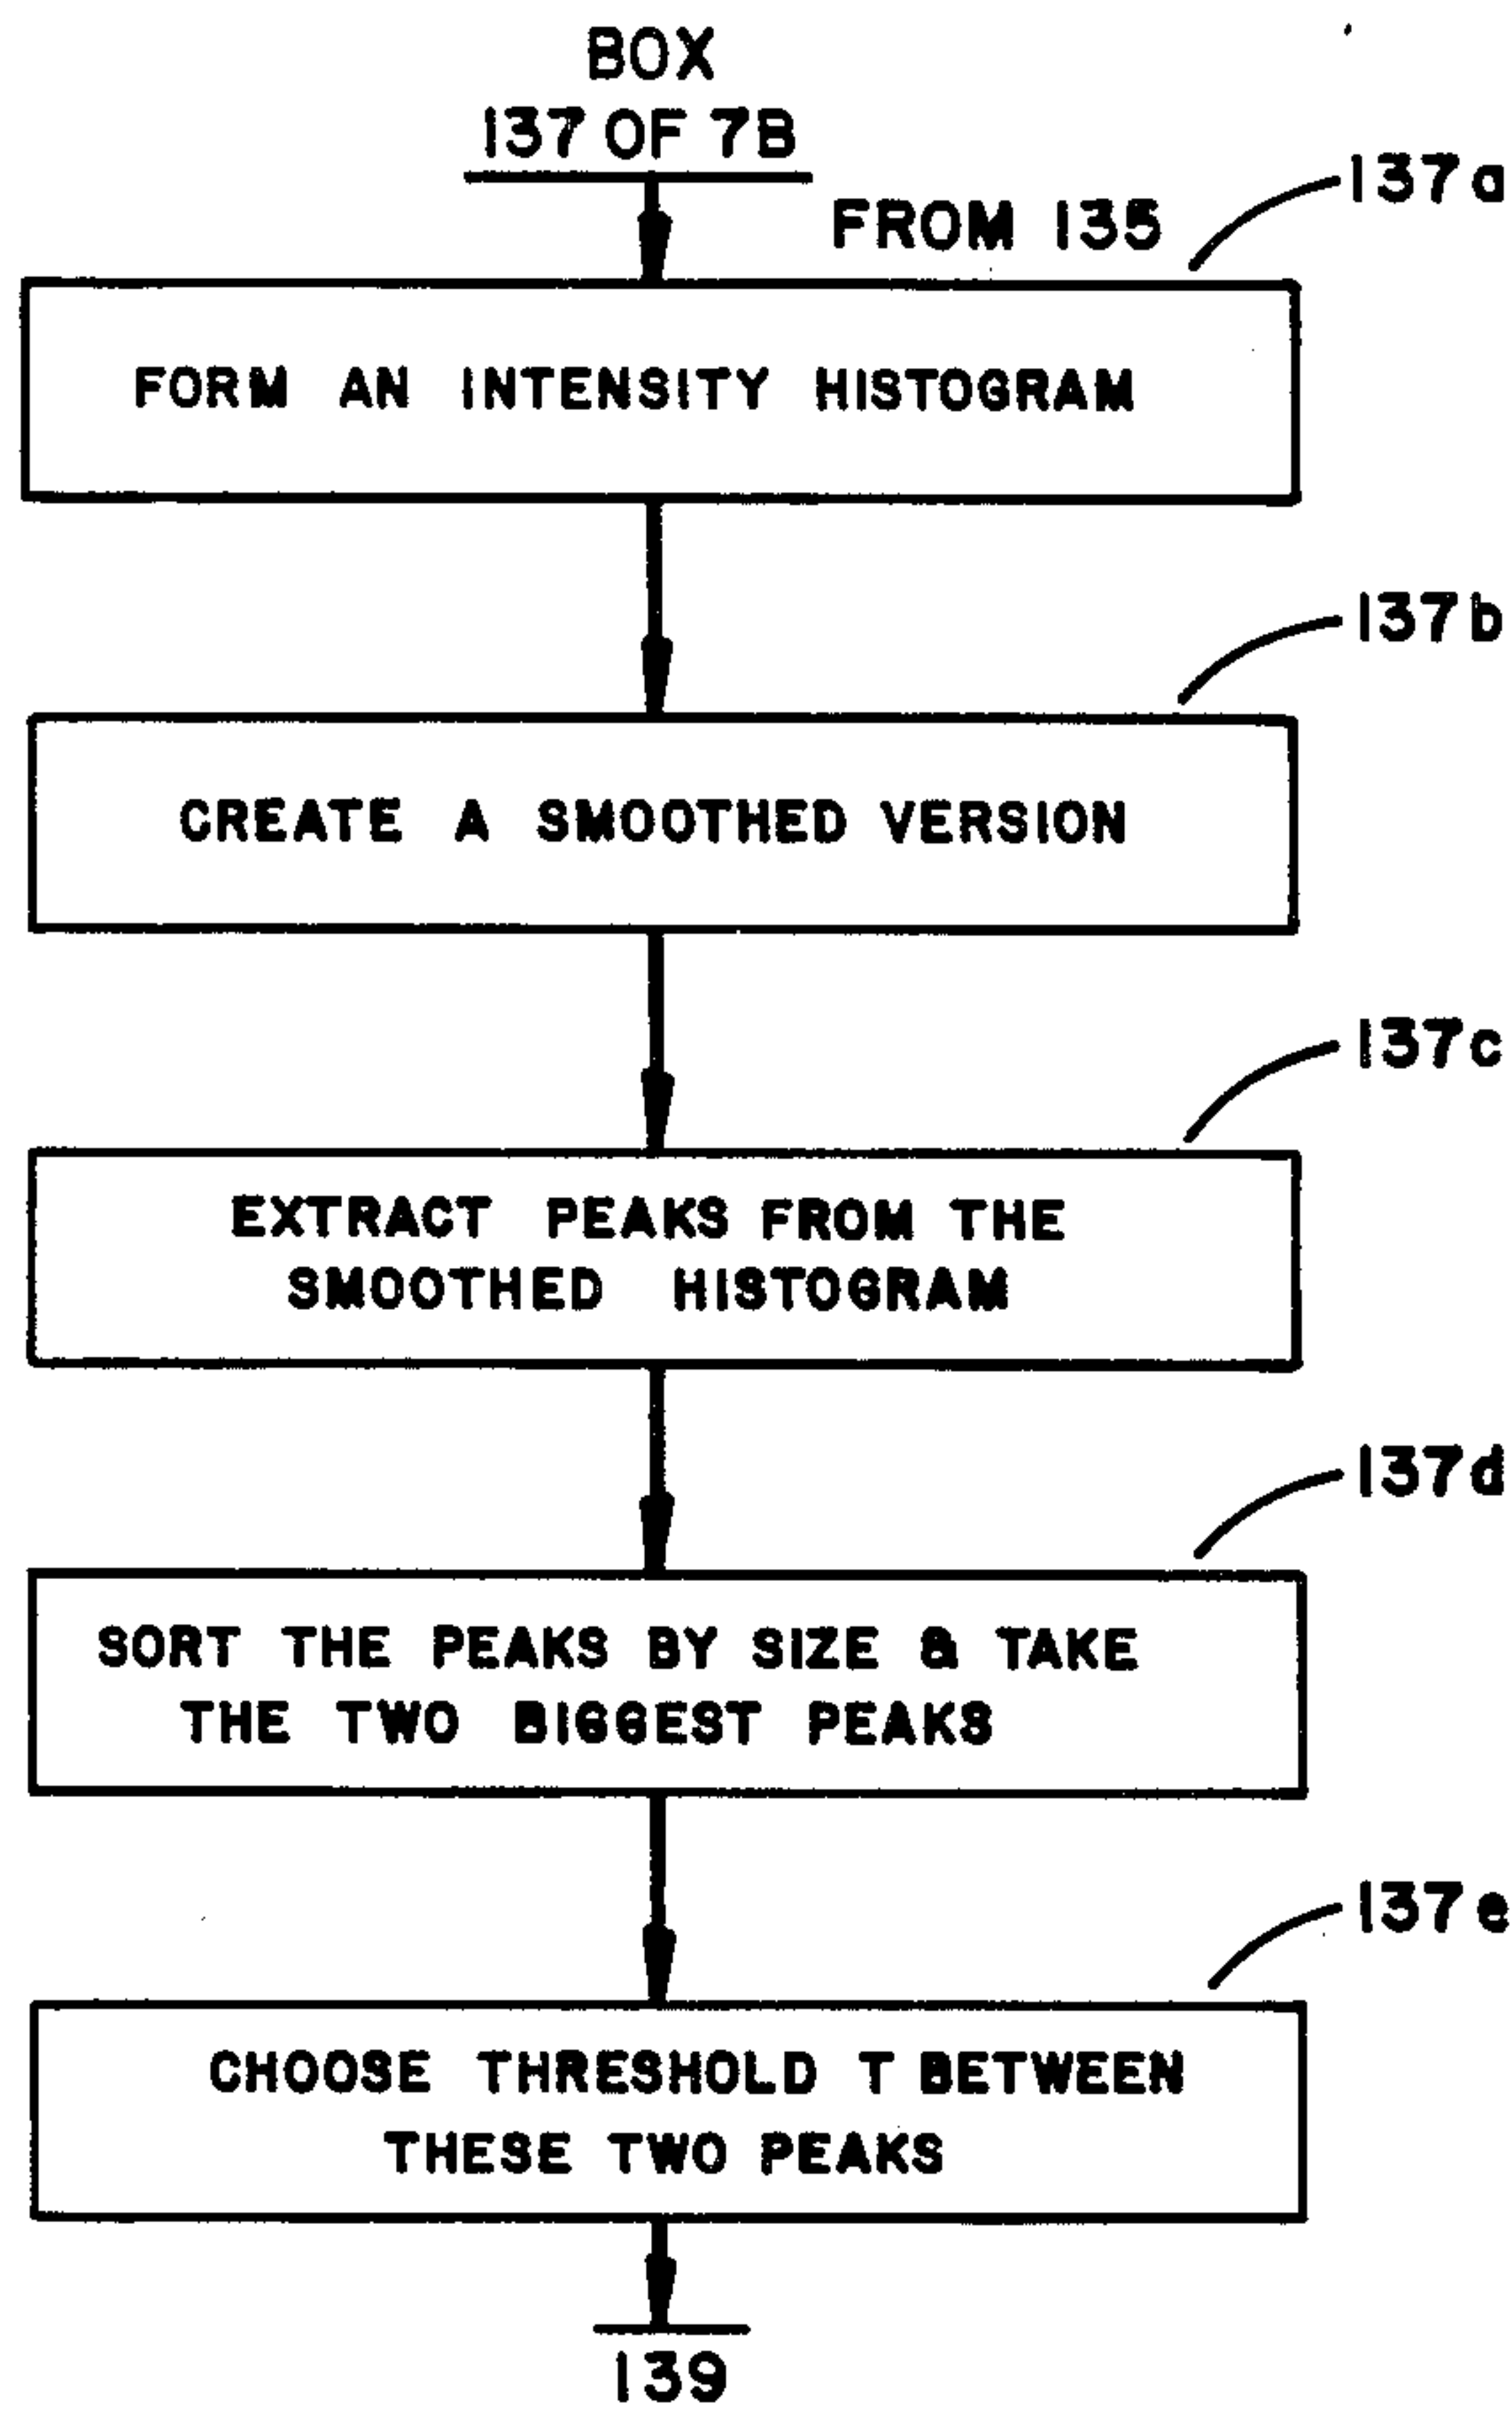 BOX
137 OF 7B
FROM 135
137a
FORM AN INTENSITY HISTOGRAM
137b
CREATE A SMOOTHED VERSION
137c
EXTRACT PEAKS FROM THE
SMOOTHED HISTOGRAM
137d
SORT THE PEAKS BY SIZE & TAKE
THE TWO BIGGEST PEAKS
137e
CHOOSE THRESHOLD T BETWEEN
THESE TWO PEAKS
139